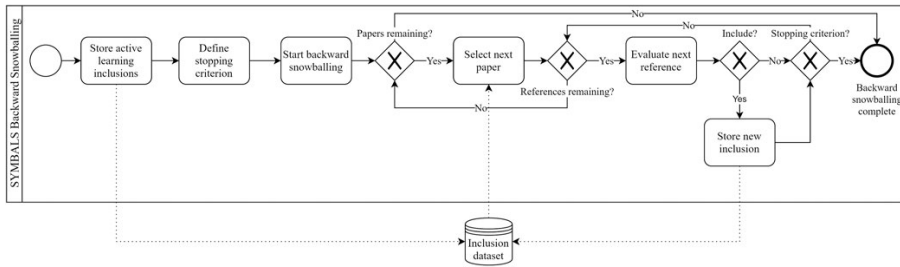 SYMBALS Backward Snowballing
Store active
learning
inclusions
Define
stopping
criterion
Start backward
snowballing
Papers remaining?
Yes
No
Select next
paper
References remaining?
Yes
No
Evaluate next
reference
Include?
No
Yes
Store new
inclusion
Stopping criterion?
No
Yes
No
Backward
snowballing
complete
Inclusion
dataset